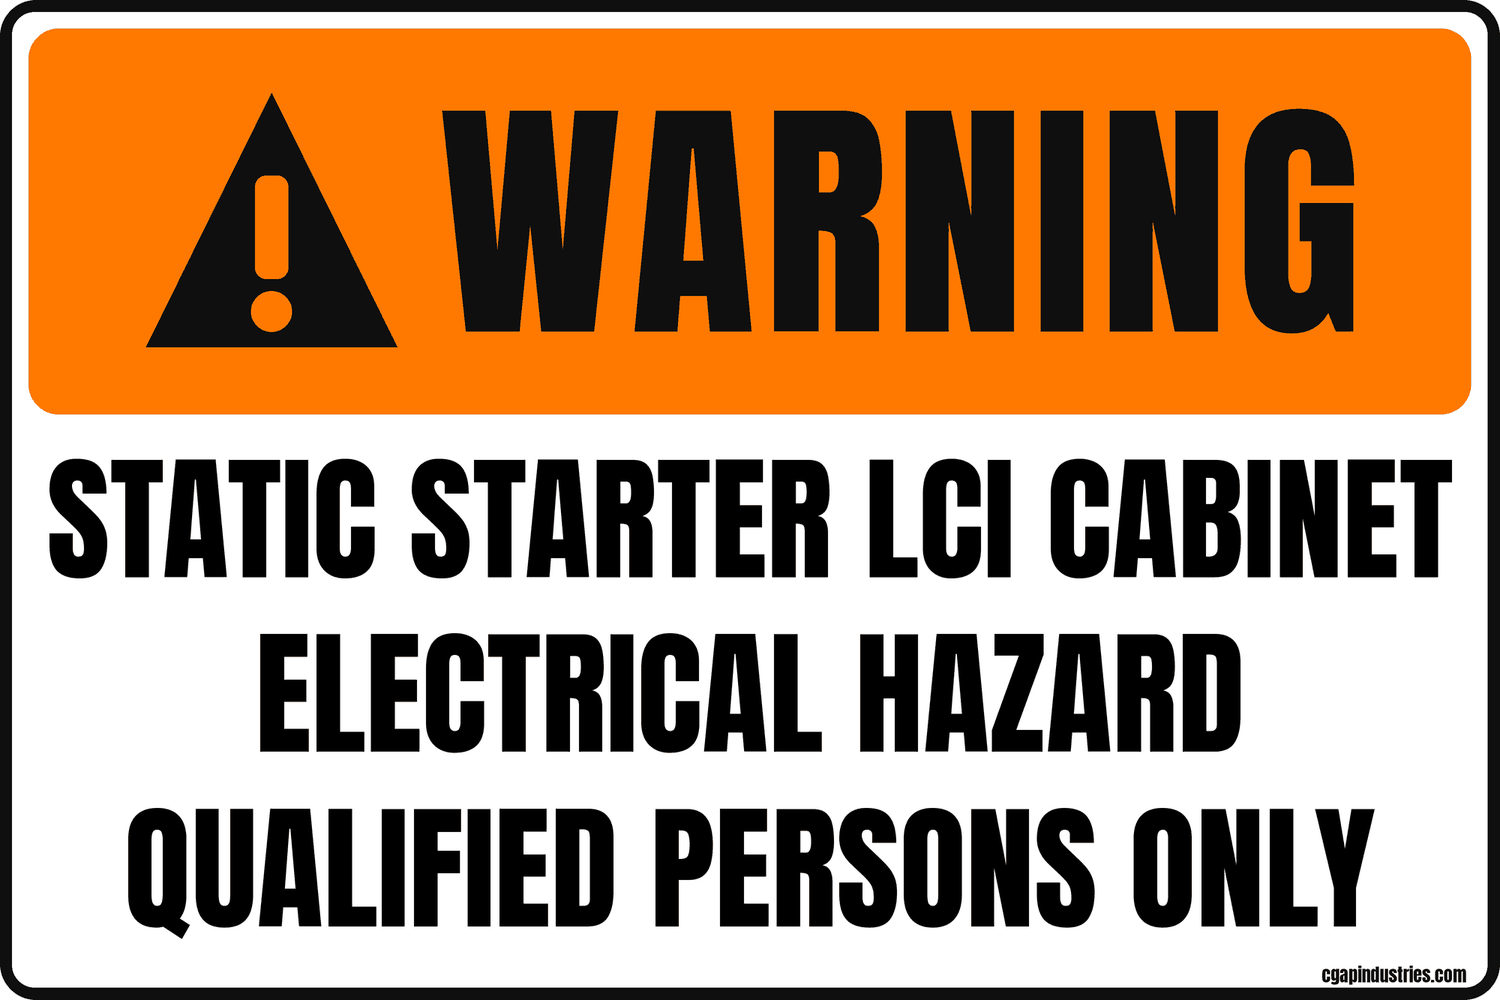 WARNING
STATIC STARTER LCI CABINET
ELECTRICAL HAZARD
QUALIFIED PERSONS ONLY
cgapindustries.com